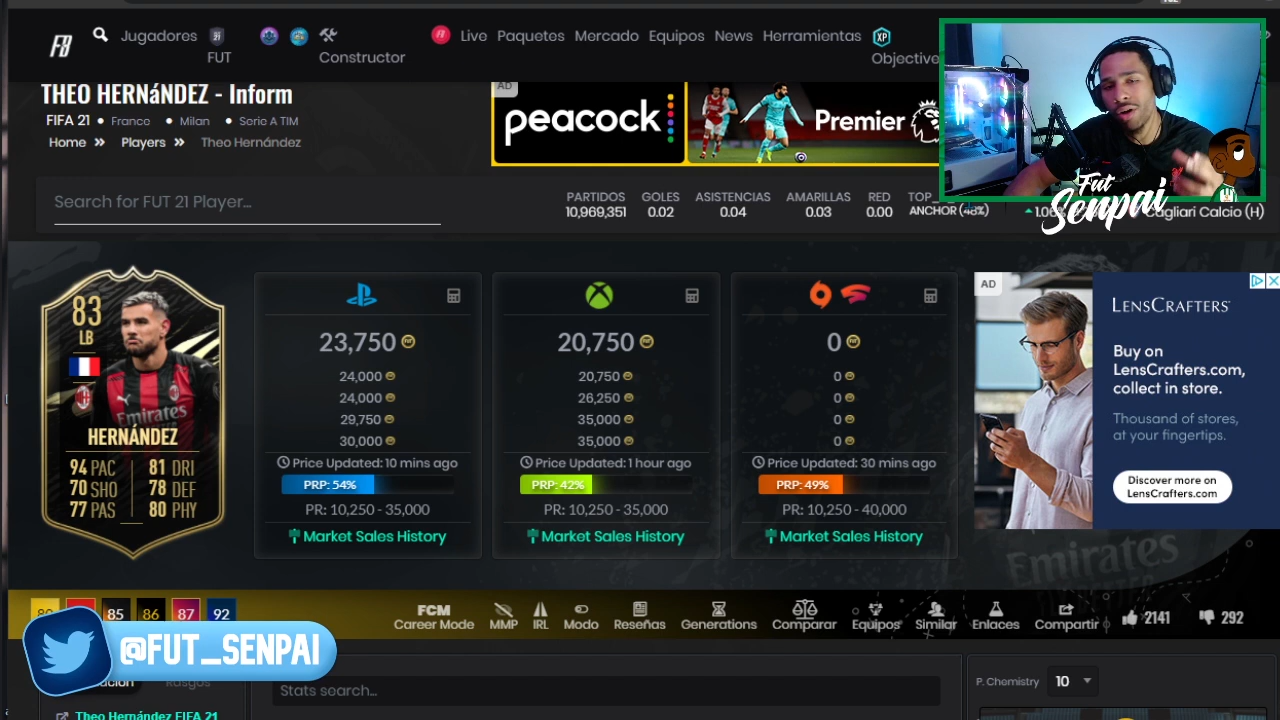 Jugadores
FUT
Constructor
Live
Paquetes
Mercado
Equipos
News
Herramientas
XP
Objective
THEO HERNáNDEZ - Inform
FIFA 21 • France • Milan • Serie A TIM
Home » Players » Theo Hernández
AD
peacock
Premier
Fut
Senpai
Search for FUT 21 Player...
PARTIDOS
10,969,351
GOLES
0.02
ASISTENCIAS
0.04
AMARILLAS
0.03
RED
0.00
TOP_
ANCHOR (48%)
Cagliari Calcio (H)
83
LB
Emirates
HERNÁNDEZ
94 PAC 81 DRI
70 SHO 78 DEF
77 PAS 80 PHY
23,750
24,000
24,000
29,750
30,000
Price Updated: 10 mins ago
PRP: 54%
PR: 10,250 - 35,000
Market Sales History
20,750
20,750
26,250
35,000
35,000
Price Updated: 1 hour ago
PRP: 42%
PR: 10,250 - 35,000
Market Sales History
0
0
0
0
0
Price Updated: 30 mins ago
PRP: 49%
PR: 10,250 - 40,000
Market Sales History
AD
LENSCRAFTERS
Buy on
LensCrafters.com,
collect in store.
Thousand of stores,
at your fingertips.
Discover more on
LensCrafters.com
Emirates
85 86 87 92
FCM
Career Mode
MMP
IRL
Modo
Reseñas
Generations
Comparar
Equipos
Similar
Enlaces
Compartir
2141
292
@FUT_SENPAI
Rasgos
Stats search...
P. Chemistry 10
Theo Hernández FIFA 21